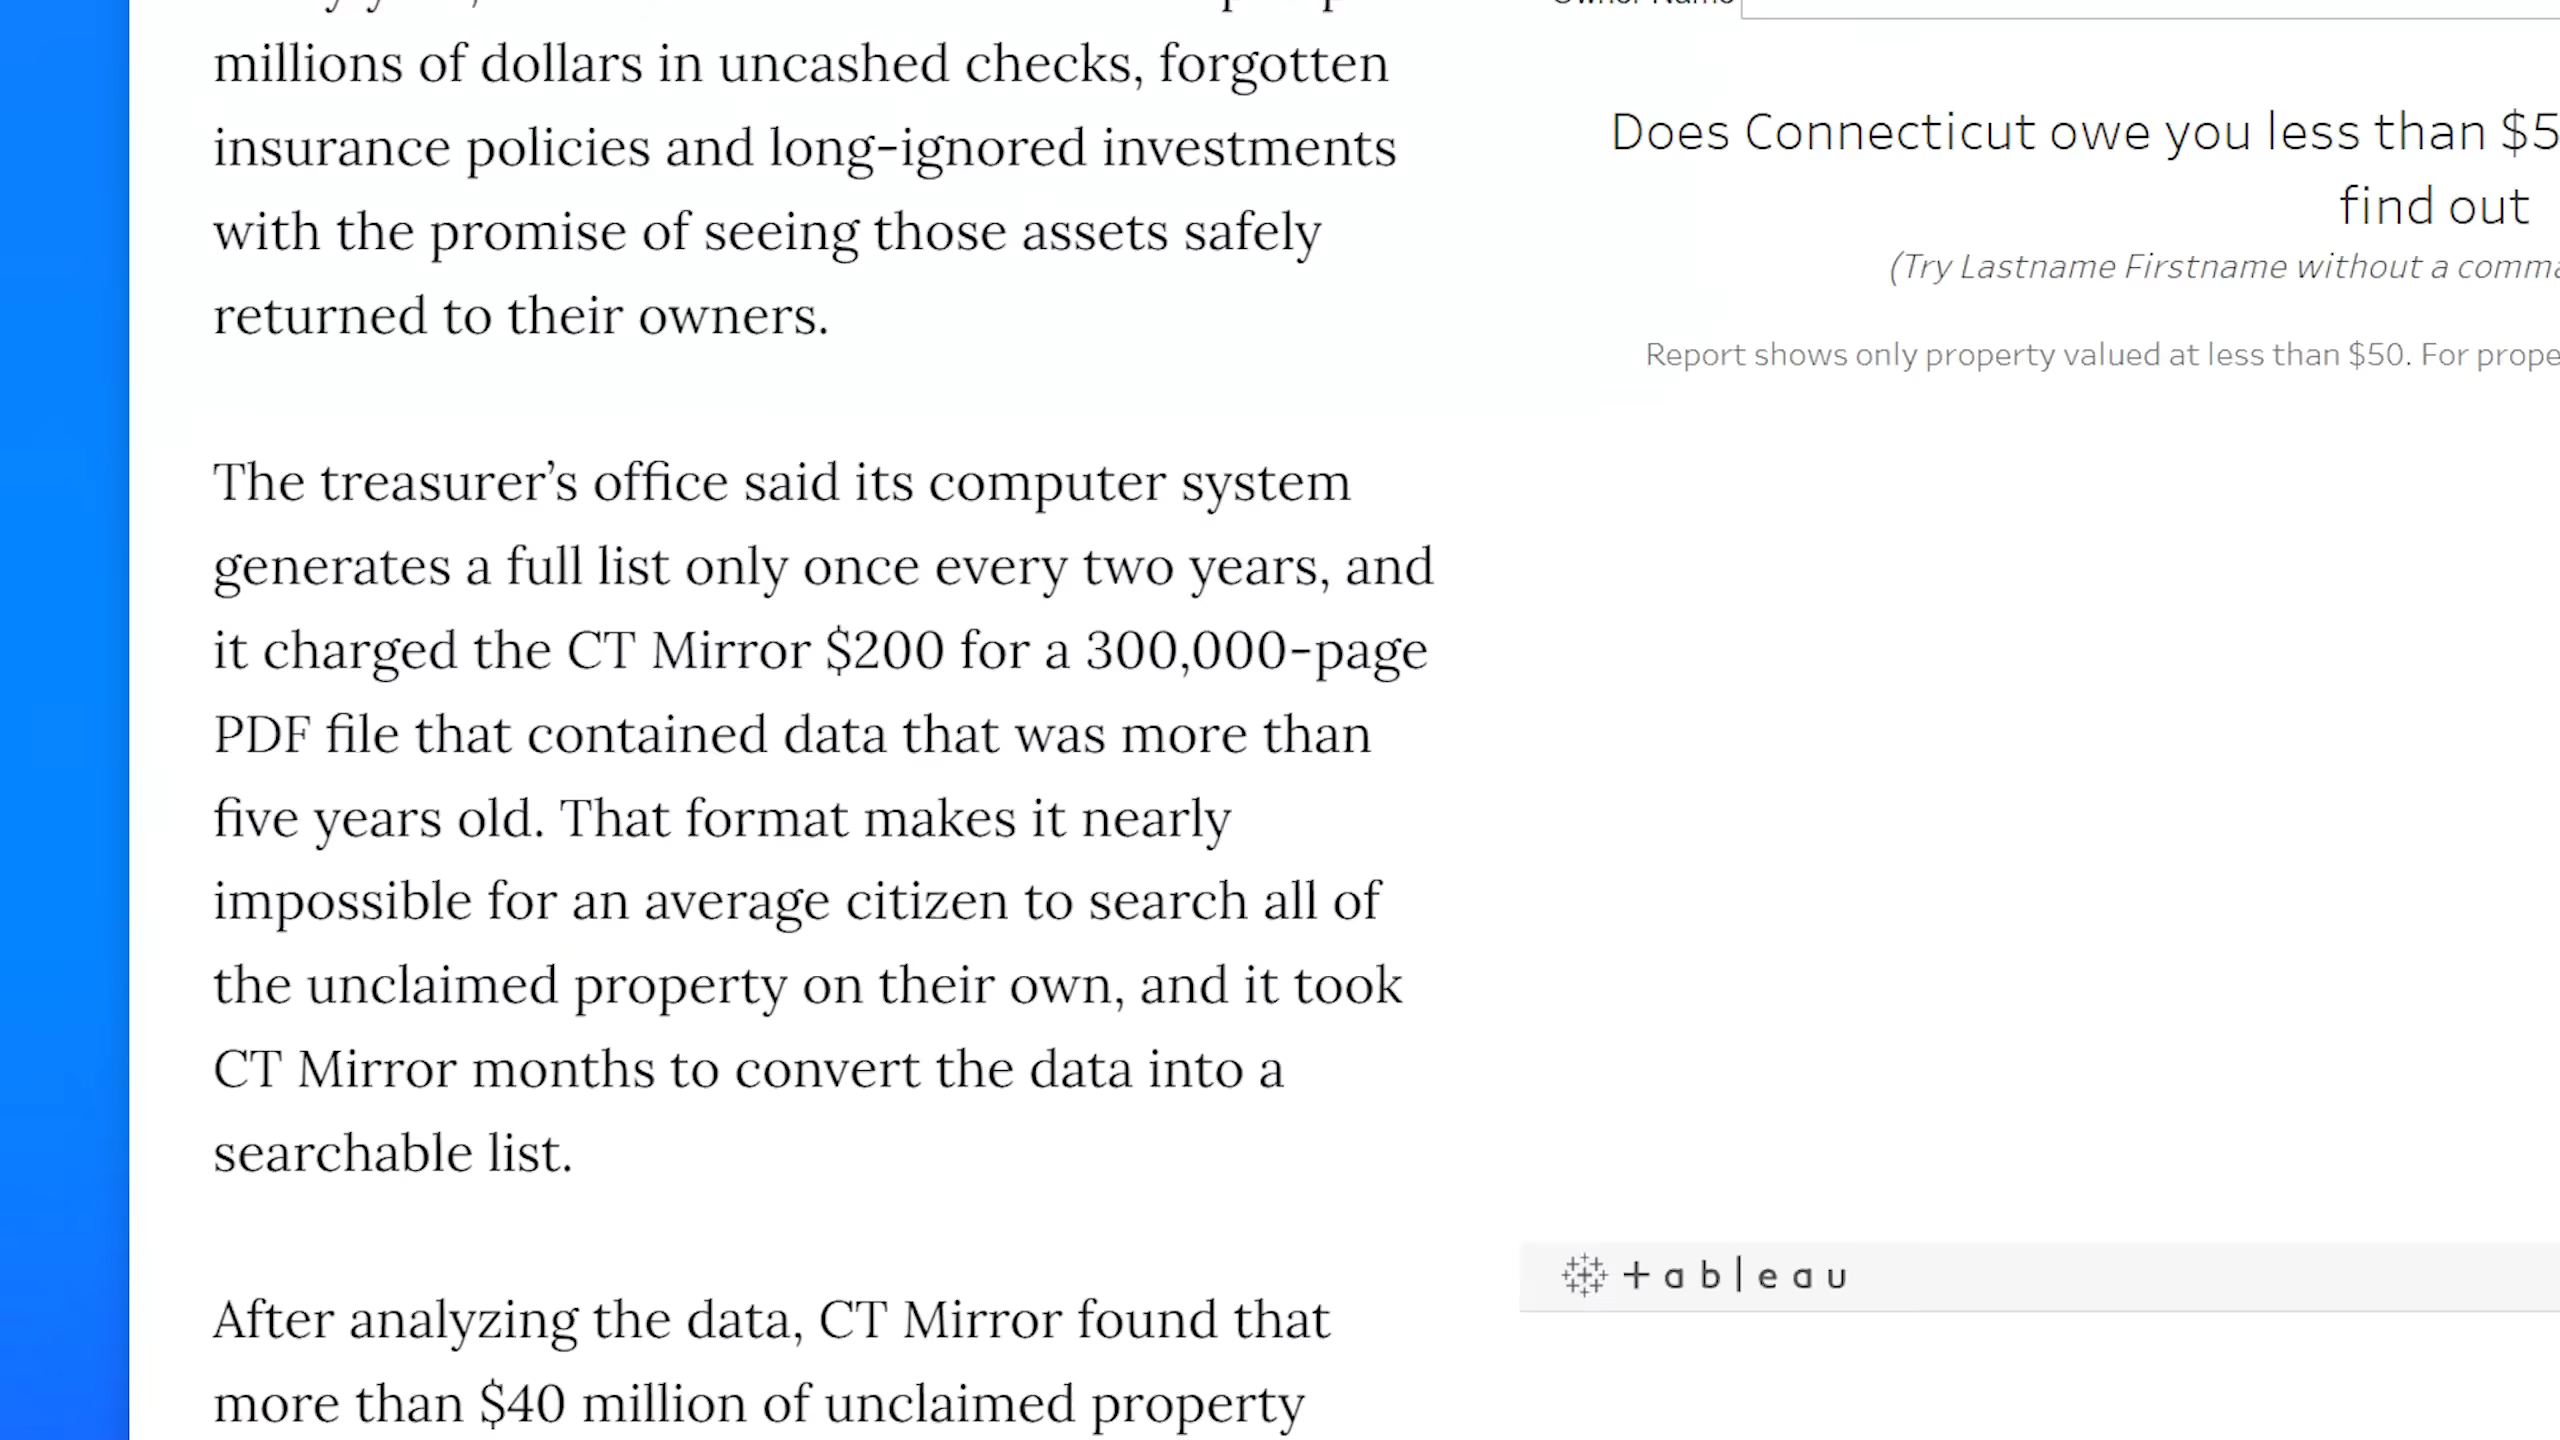 millions of dollars in uncashed checks, forgotten
insurance policies and long-ignored investments
with the promise of seeing those assets safely
returned to their owners.
The treasurer’s office said its computer system
generates a full list only once every two years, and
it charged the CT Mirror $200 for a 300,000-page
PDF file that contained data that was more than
five years old. That format makes it nearly
impossible for an average citizen to search all of
the unclaimed property on their own, and it took
CT Mirror months to convert the data into a
searchable list.
After analyzing the data, CT Mirror found that
more than $40 million of unclaimed property
Owner Name
Does Connecticut owe you less than $5
find out
(Try Lastname Firstname without a comma
Report shows only property valued at less than $50. For prope
+ableau